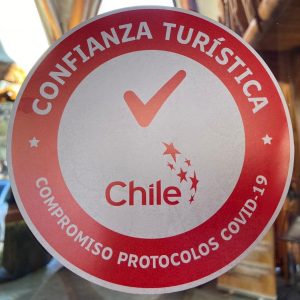 CONFIANZA TURÍSTICA
Chile
COMPROMISO PROTOCOLOS COVID-19